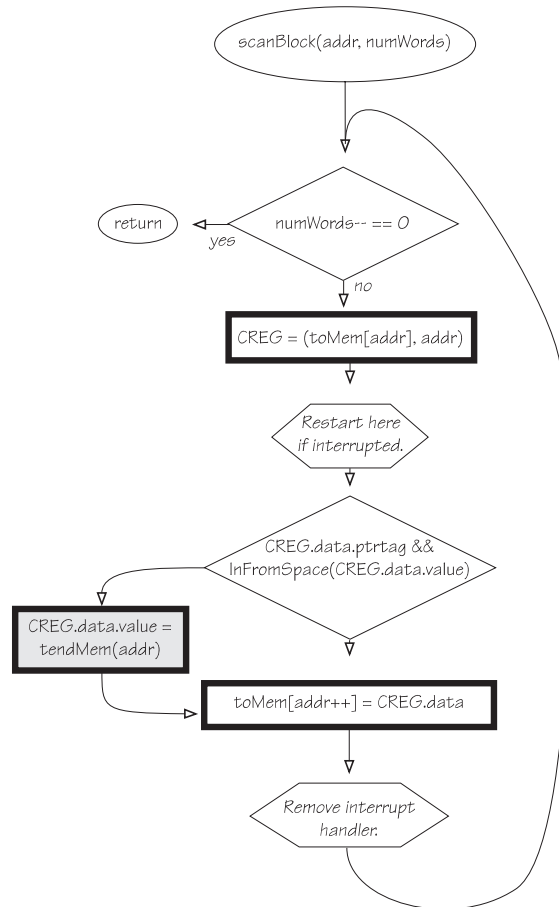 scanBlock(addr, numWords)
numWords-- == 0
return
yes
no
CREG = (toMem[addr], addr)
Restart here
if interrupted.
CREG.data.ptrtag &&
InFromSpace(CREG.data.value)
CREG.data.value =
tendMem(addr)
toMem[addr++] = CREG.data
Remove interrupt
handler.